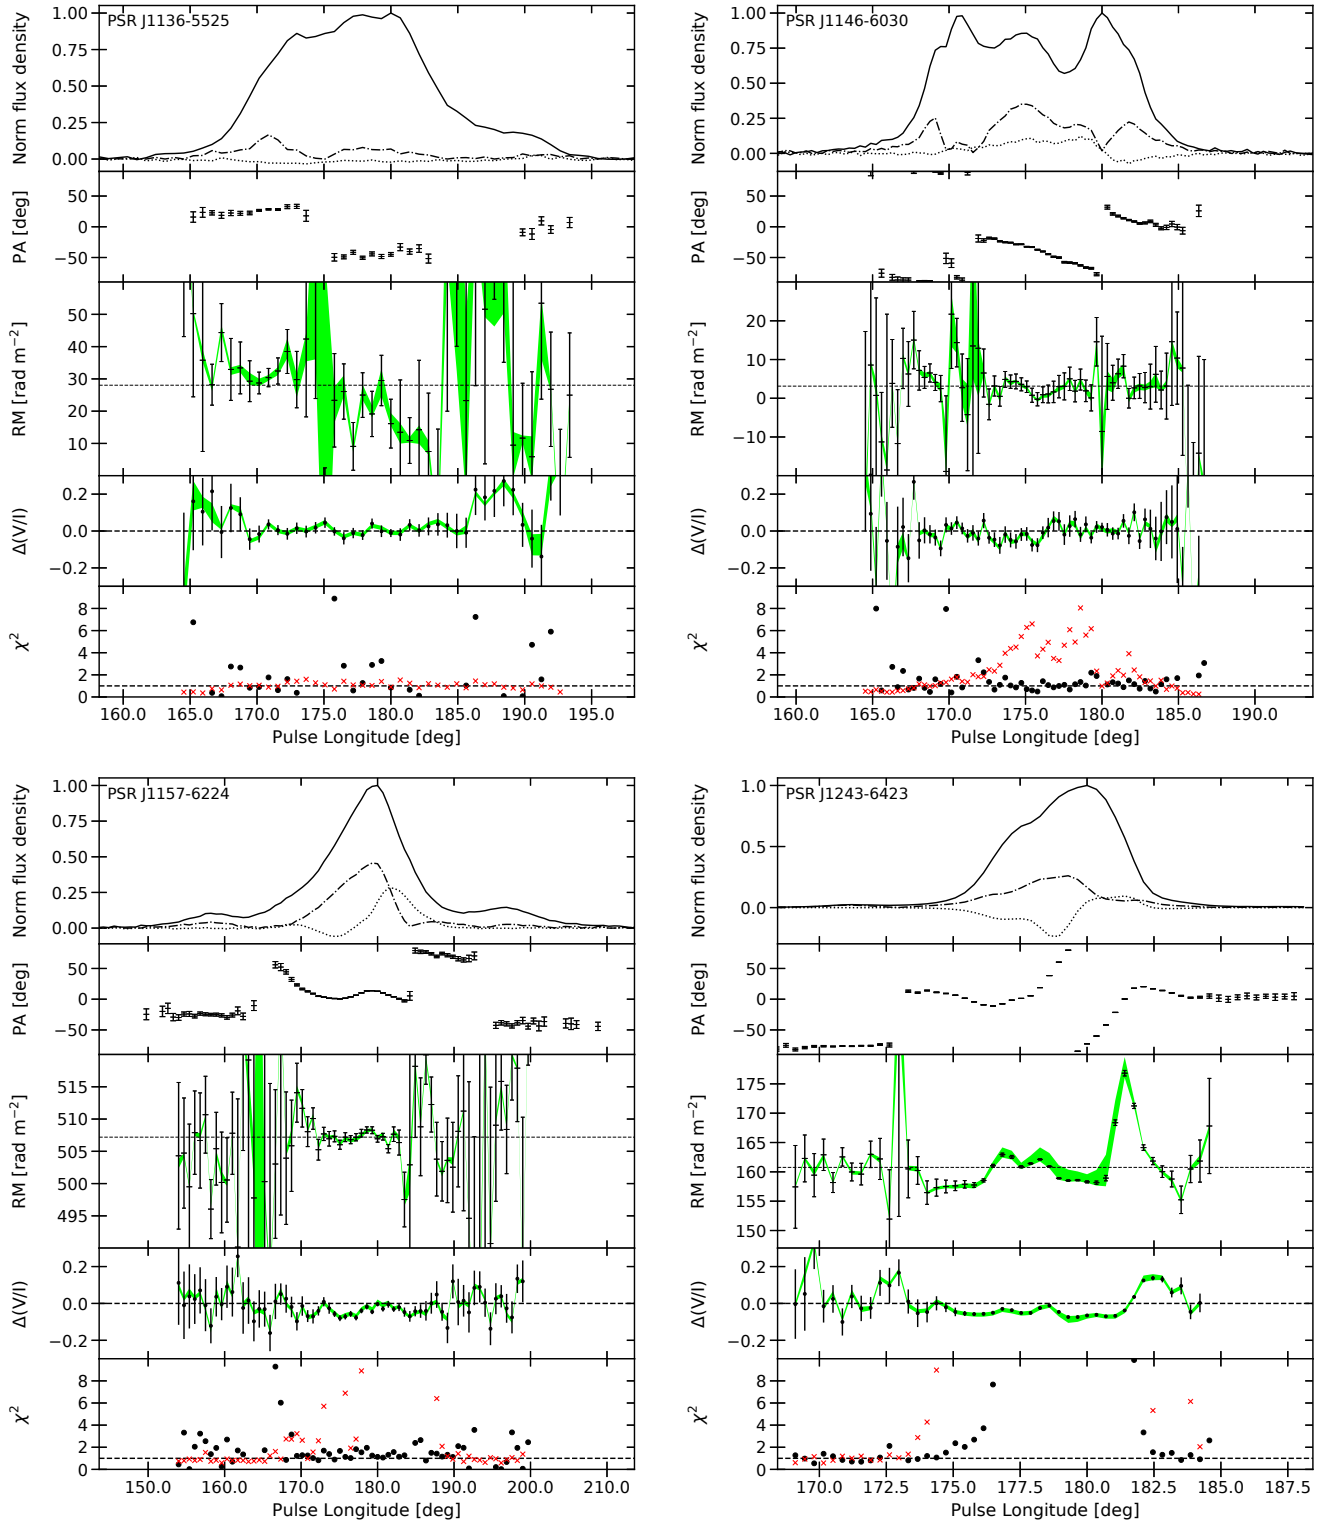 PSR J1136-5525
Norm flux density
1.00
0.75
0.50
0.25
0.00
PA [deg]
50
0
−50
RM [rad m⁻²]
50
40
30
20
10
Δ(V/I)
0.2
0.0
−0.2
χ²
8
6
4
2
0
160.0 165.0 170.0 175.0 180.0 185.0 190.0 195.0
Pulse Longitude [deg]
PSR J1146-6030
Norm flux density
1.00
0.75
0.50
0.25
0.00
PA [deg]
50
0
−50
RM [rad m⁻²]
20
10
0
−10
Δ(V/I)
0.2
0.0
−0.2
χ²
8
6
4
2
0
160.0 165.0 170.0 175.0 180.0 185.0 190.0
Pulse Longitude [deg]
PSR J1157-6224
Norm flux density
1.00
0.75
0.50
0.25
0.00
PA [deg]
50
0
−50
RM [rad m⁻²]
515
510
505
500
495
Δ(V/I)
0.2
0.0
−0.2
χ²
8
6
4
2
0
150.0 160.0 170.0 180.0 190.0 200.0 210.0
Pulse Longitude [deg]
PSR J1243-6423
Norm flux density
1.0
0.5
0.0
PA [deg]
50
0
−50
RM [rad m⁻²]
175
170
165
160
155
150
Δ(V/I)
0.2
0.0
−0.2
χ²
8
6
4
2
0
170.0 172.5 175.0 177.5 180.0 182.5 185.0 187.5
Pulse Longitude [deg]